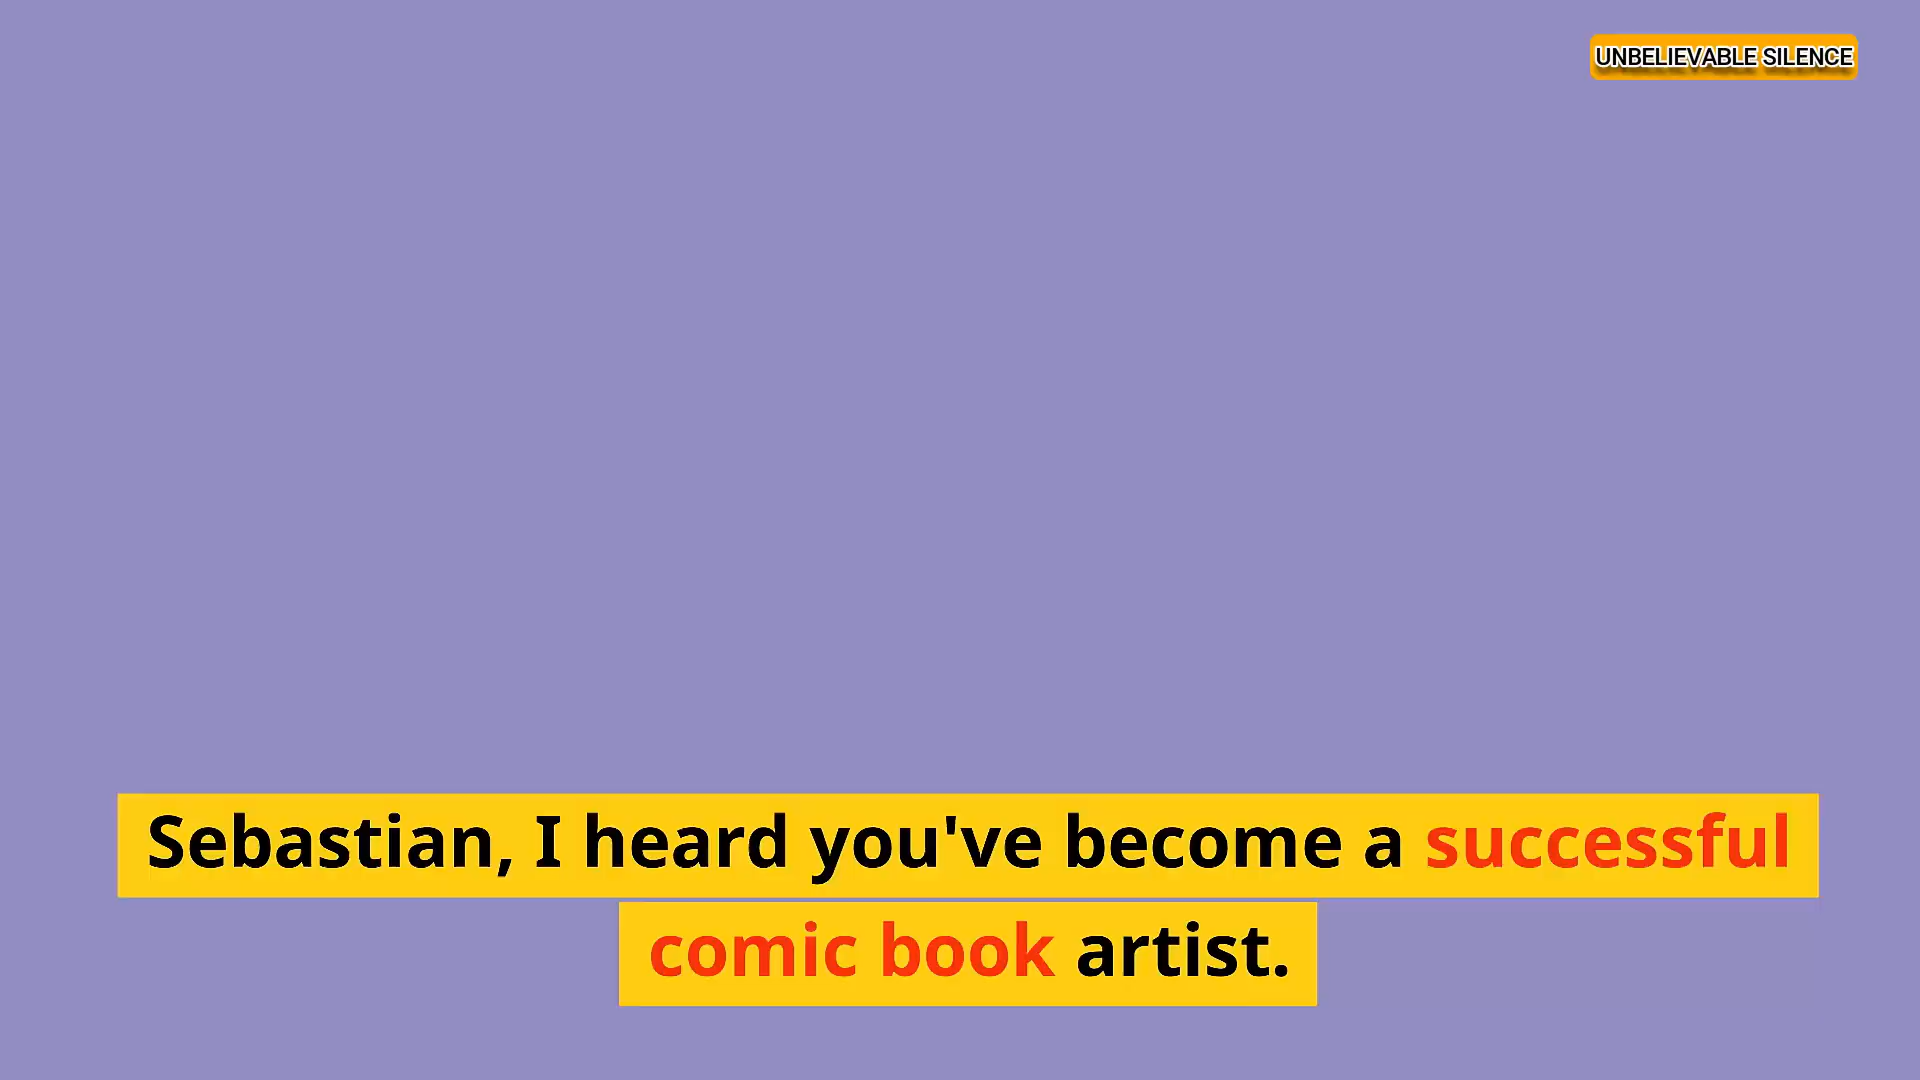 UNBELIEVABLE SILENCE
Sebastian, I heard you've become a successful
comic book artist.